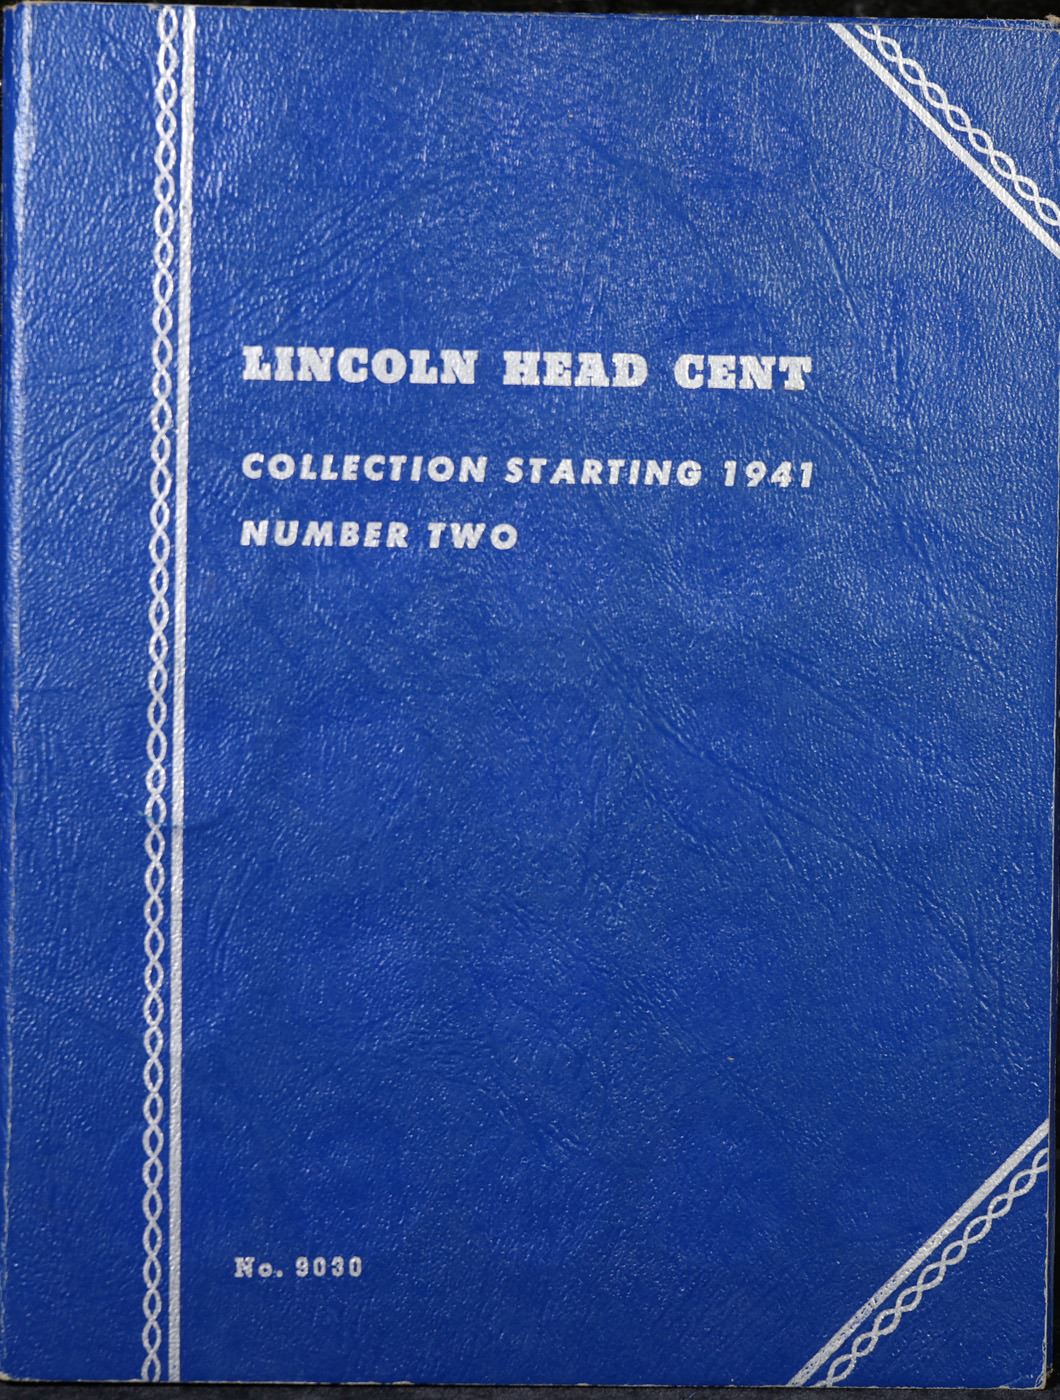 LINCOLN HEAD CENT
COLLECTION STARTING 1941
NUMBER TWO
No. 9030